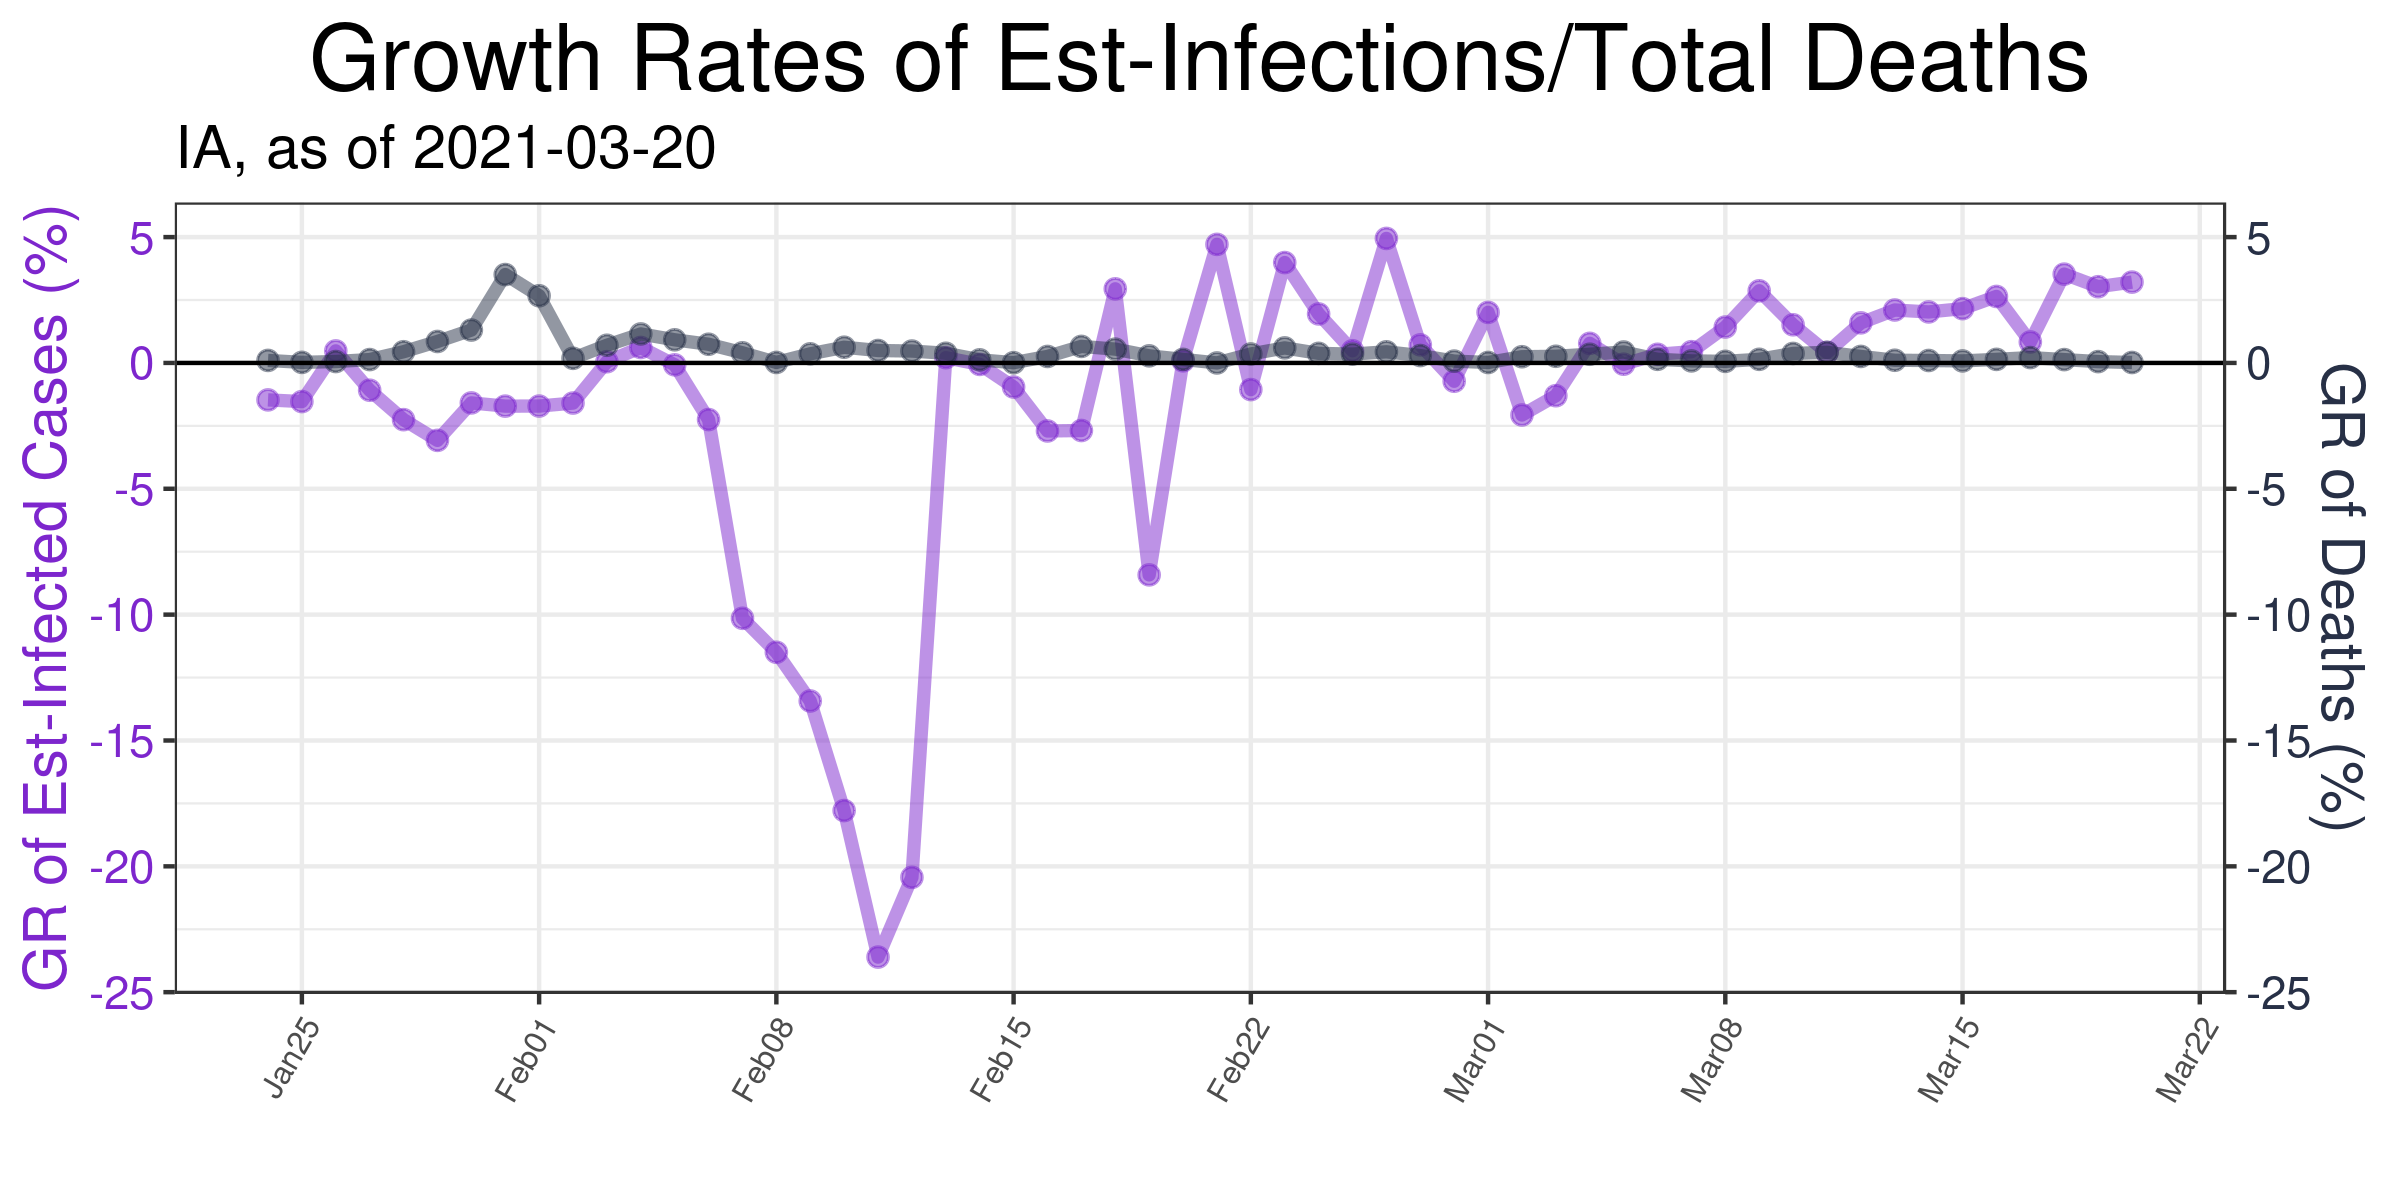 Growth Rates of Est-Infections/Total Deaths
IA, as of 2021-03-20
GR of Est-Infected Cases (%)
5
0
-5
-10
-15
-20
-25
5
0
-5
-10
-15
-20
-25
GR of Deaths (%)
Jan25
Feb01
Feb08
Feb15
Feb22
Mar01
Mar08
Mar15
Mar22